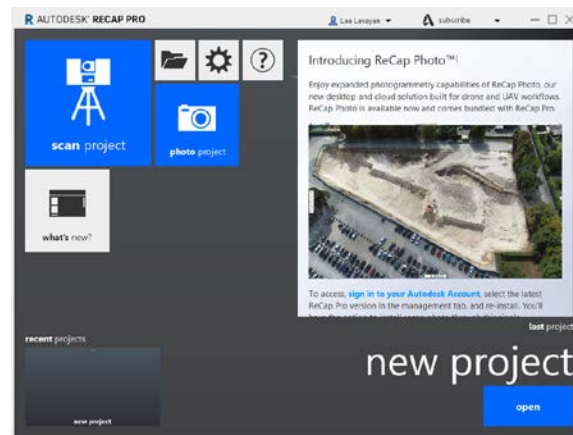 R AUTODESK® RECAP PRO
subscribe
Introducing ReCap Photo™!
Enjoy expanded photogrammetry capabilities of ReCap Photo, our
new desktop and cloud solution built for drone and UAV workflows.
ReCap Photo is available now and comes bundled with ReCap Pro.
scan project
photo project
what's new?
To access, sign in to your Autodesk Account, select the latest
ReCap Pro version in the management tab, and re-install. You'll
last project
recent projects
new project
new project
open